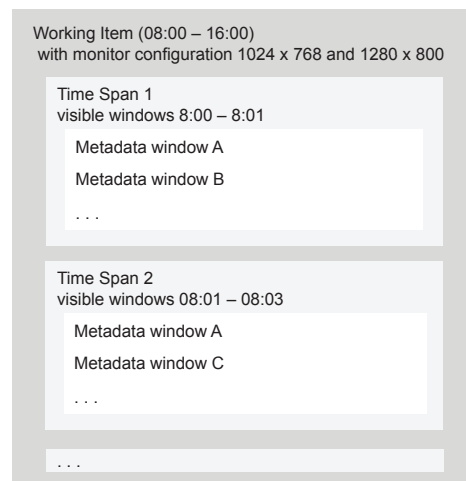 Working Item (08:00 – 16:00)
with monitor configuration 1024 x 768 and 1280 x 800
Time Span 1
visible windows 8:00 – 8:01
Metadata window A
Metadata window B
. . .
Time Span 2
visible windows 08:01 – 08:03
Metadata window A
Metadata window C
. . .
. . .